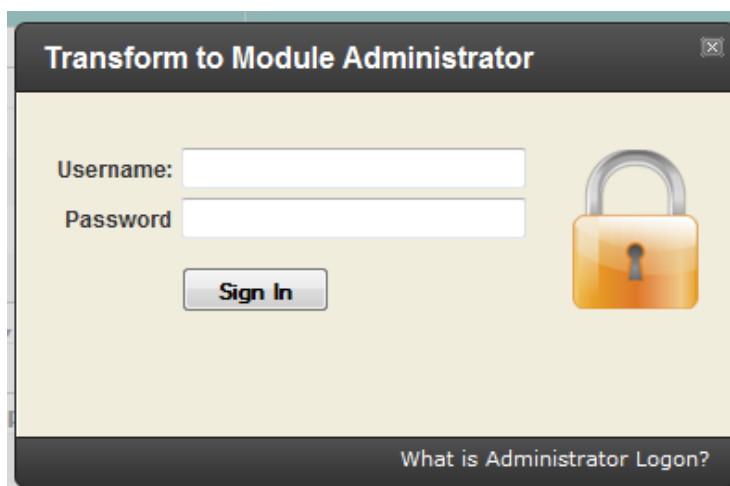 Transform to Module Administrator
Username:
Password
Sign In
What is Administrator Logon?